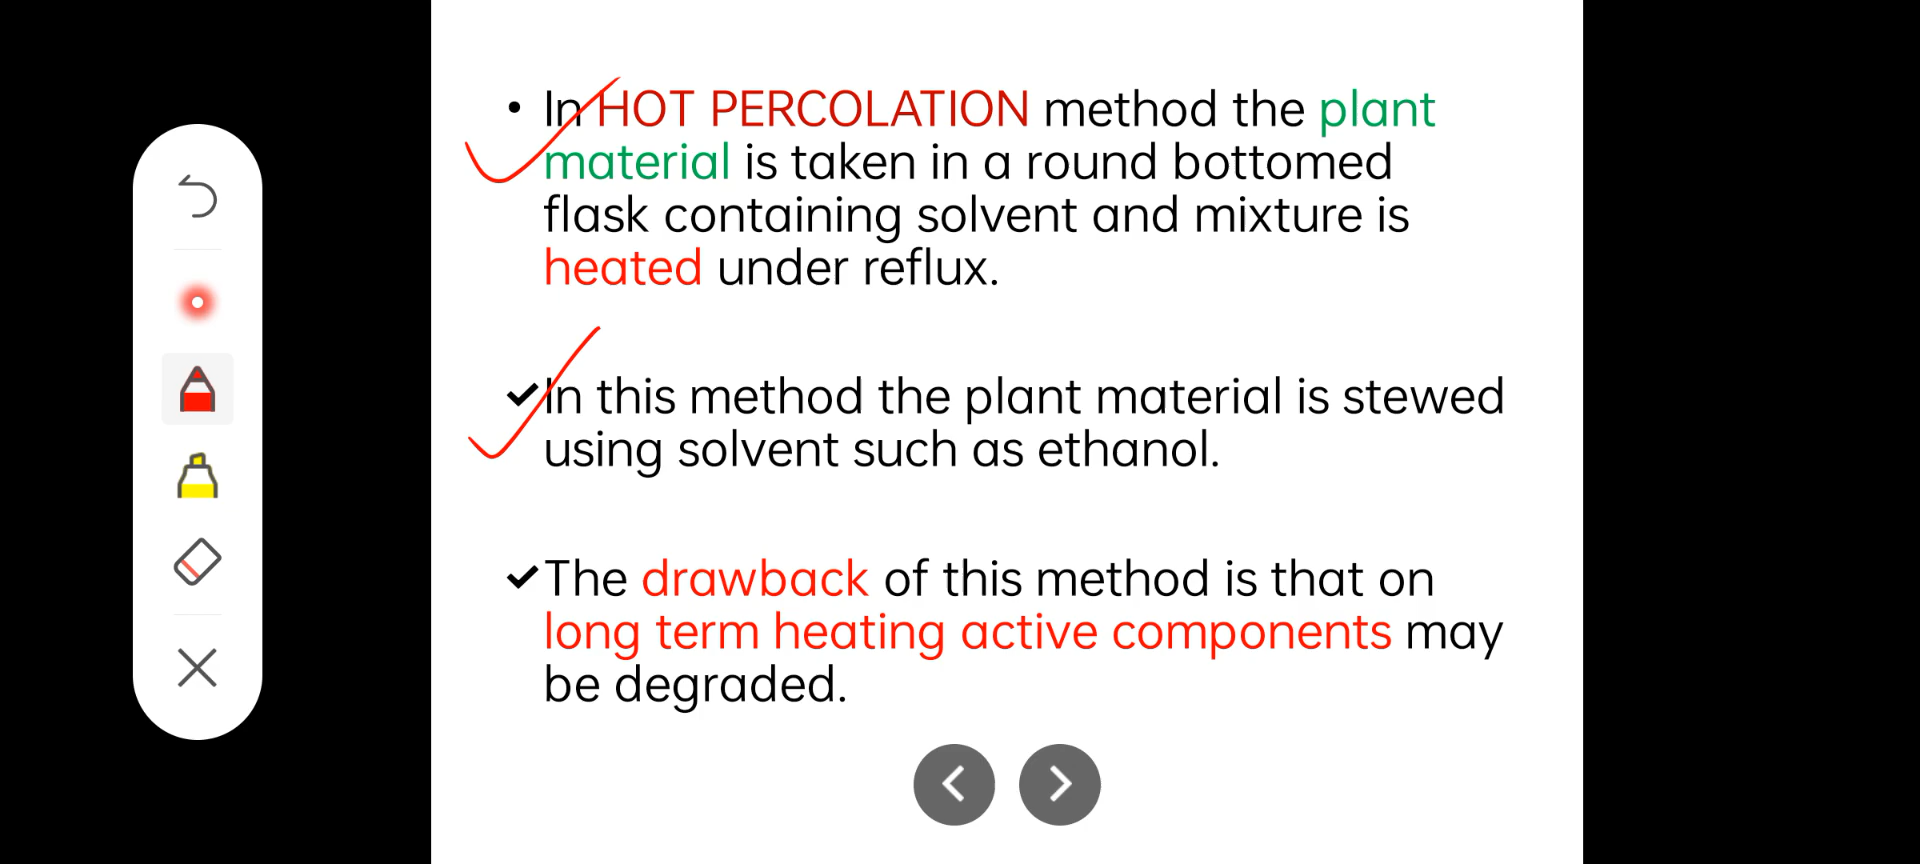 • In HOT PERCOLATION method the plant
material is taken in a round bottomed
flask containing solvent and mixture is
heated under reflux.
✔In this method the plant material is stewed
using solvent such as ethanol.
✔The drawback of this method is that on
long term heating active components may
be degraded.